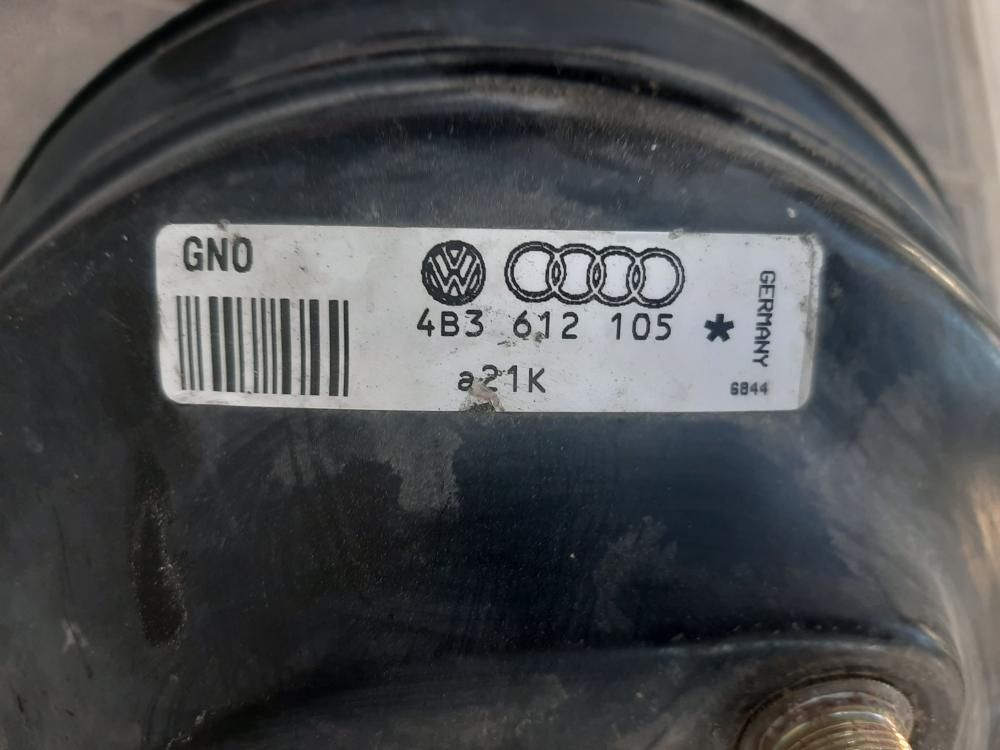 GNO
4B3 612 105 *
a21K
GERMANY
6844